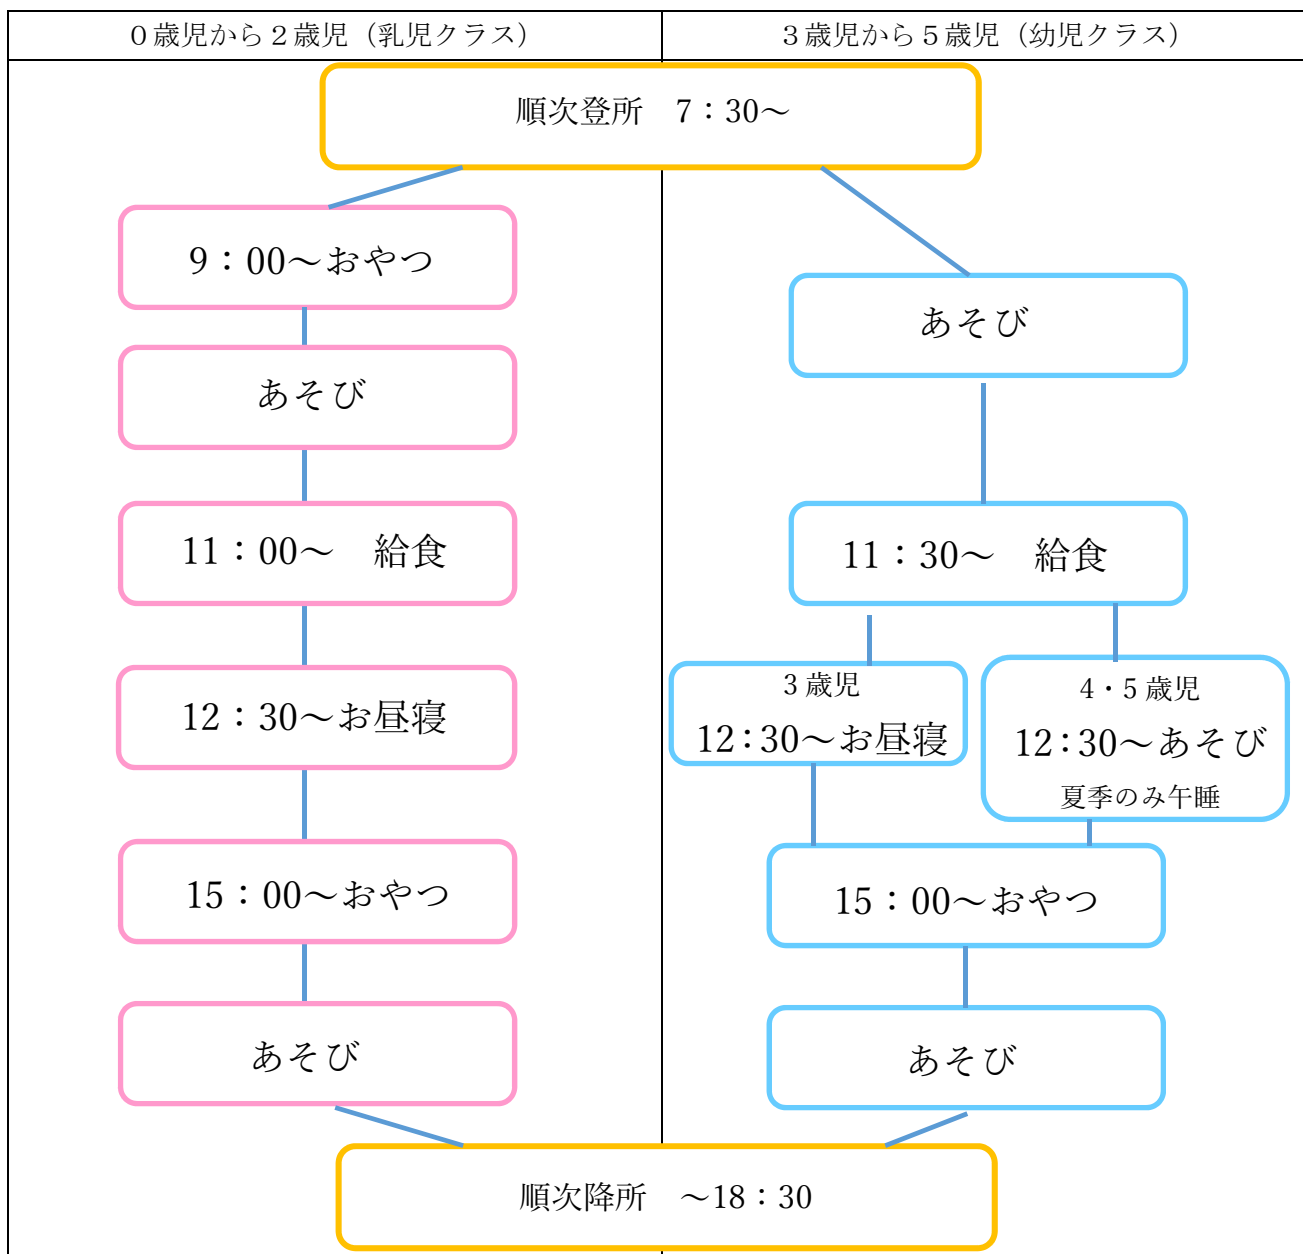 ０歳児から２歳児（乳児クラス）
３歳児から５歳児（幼児クラス）
順次登所　7：30～
9：00～おやつ
あそび
11：00～　給食
12：30～お昼寝
15：00～おやつ
あそび
あそび
11：30～　給食
3 歳児
12：30～お昼寝
4・5 歳児
12：30～あそび
夏季のみ午睡
15：00～おやつ
あそび
順次降所　～18：30